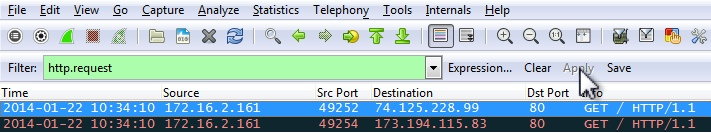 File Edit View Go Capture Analyze Statistics Telephony Tools Internals Help
Filter: http.request Expression... Clear Apply Save
Time Source Src Port Destination Dst Port
2014-01-22 10:34:10 172.16.2.161 49252 74.125.228.99 80 GET / HTTP/1.1
2014-01-22 10:34:10 172.16.2.161 49254 173.194.115.83 80 GET / HTTP/1.1